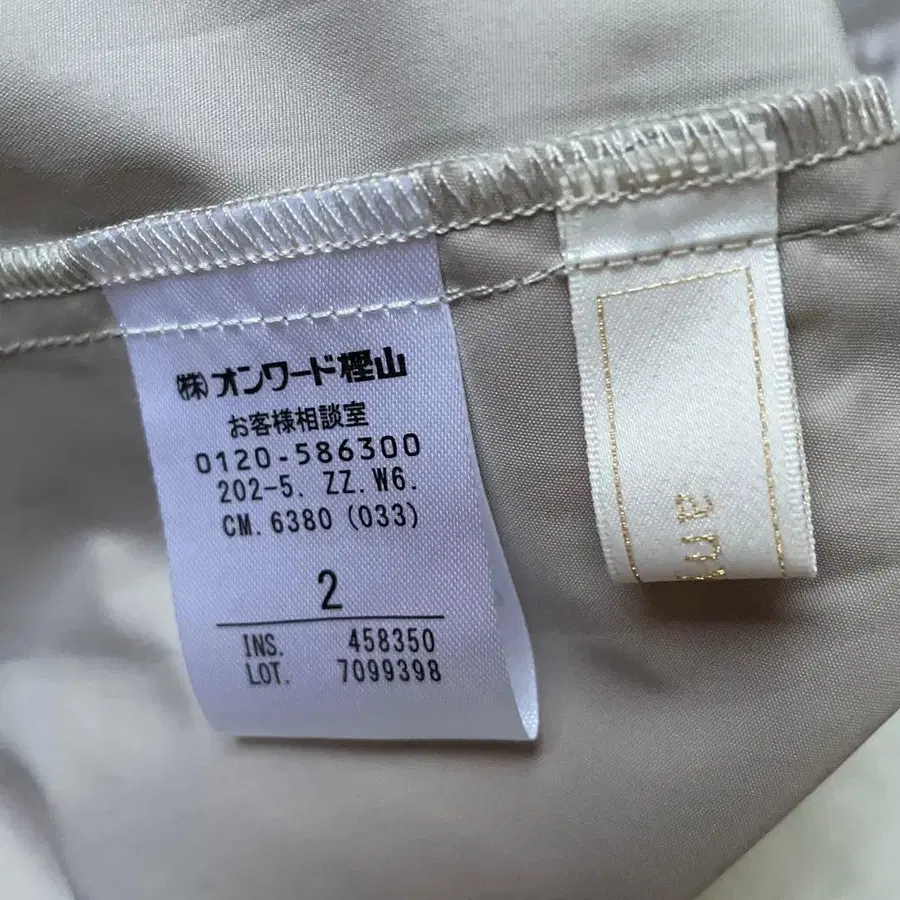 ㈱オンワード樫山
お客様相談室
0120-586300
202-5. ZZ. W6.
CM. 6380 (033)
2
INS. 458350
LOT. 7099398